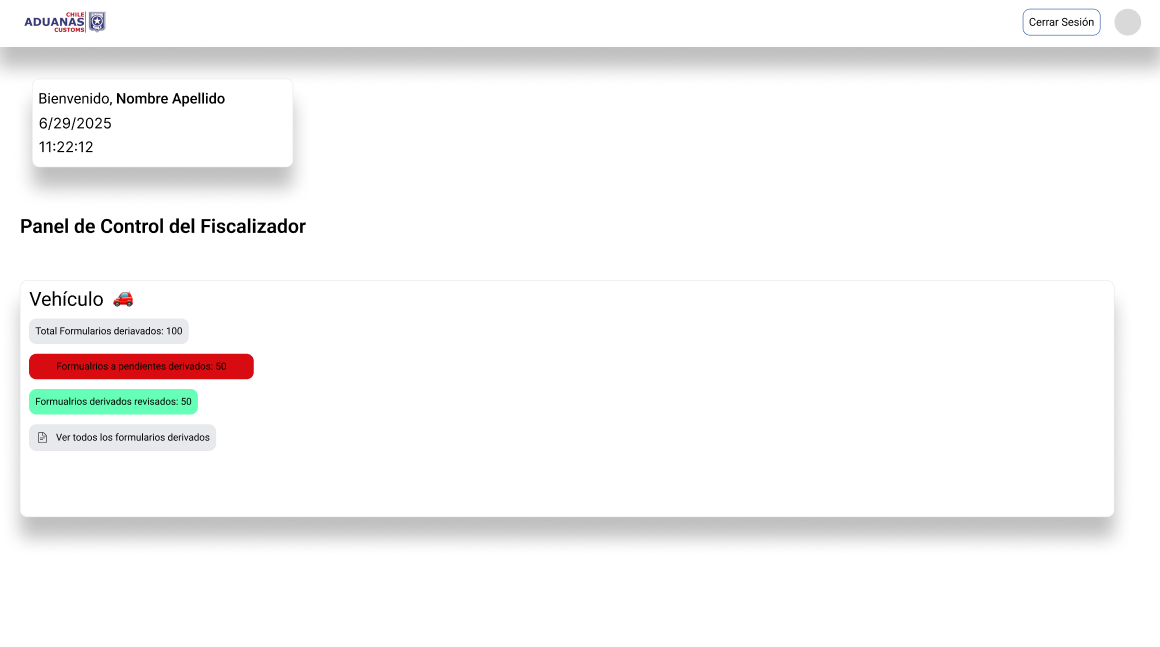 CHILE
ADUANAS
CUSTOMS
Cerrar Sesión
Bienvenido, Nombre Apellido
6/29/2025
11:22:12
Panel de Control del Fiscalizador
Vehículo
Total Formularios deriavados: 100
Formualrios a pendientes derivados: 50
Formualrios derivados revisados: 50
Ver todos los formularios derivados